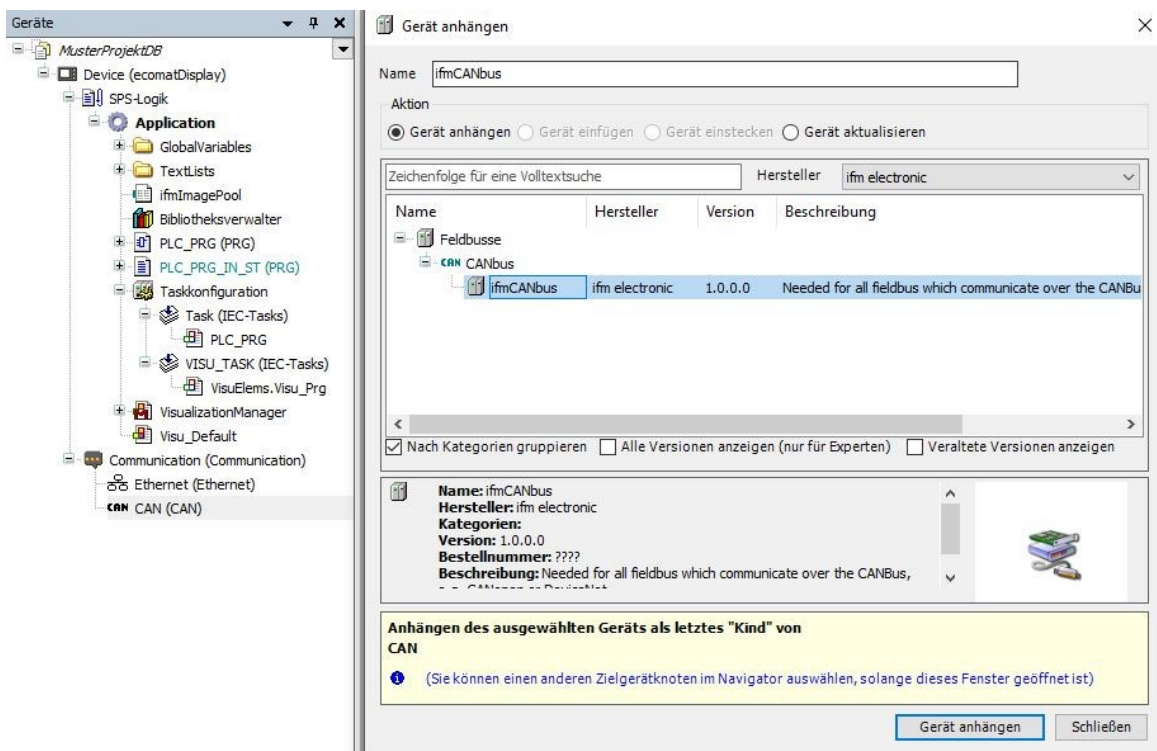 Geräte
MusterProjektDB
Device (ecomatDisplay)
SPS-Logik
Application
GlobalVariables
TextLists
ifmImagePool
Bibliotheksverwalter
PLC_PRG (PRG)
PLC_PRG_IN_ST (PRG)
Taskkonfiguration
Task (IEC-Tasks)
PLC_PRG
VISU_TASK (IEC-Tasks)
VisuElems.Visu_Prg
VisualizationManager
Visu_Default
Communication (Communication)
Ethernet (Ethernet)
CAN CAN (CAN)
Gerät anhängen
Name ifmCANbus
Aktion
Gerät anhängen Gerät einfügen Gerät einstecken Gerät aktualisieren
Zeichenfolge für eine Volltextsuche Hersteller ifm electronic
Name Hersteller Version Beschreibung
Feldbusse
CAN CANbus
ifmCANbus ifm electronic 1.0.0.0 Needed for all fieldbus which communicate over the CANBu
Nach Kategorien gruppieren Alle Versionen anzeigen (nur für Experten) Veraltete Versionen anzeigen
Name: ifmCANbus
Hersteller: ifm electronic
Kategorien:
Version: 1.0.0.0
Bestellnummer: ????
Beschreibung: Needed for all fieldbus which communicate over the CANBus,
Anhängen des ausgewählten Geräts als letztes "Kind" von
CAN
(Sie können einen anderen Zielgerätknoten im Navigator auswählen, solange dieses Fenster geöffnet ist)
Gerät anhängen Schließen